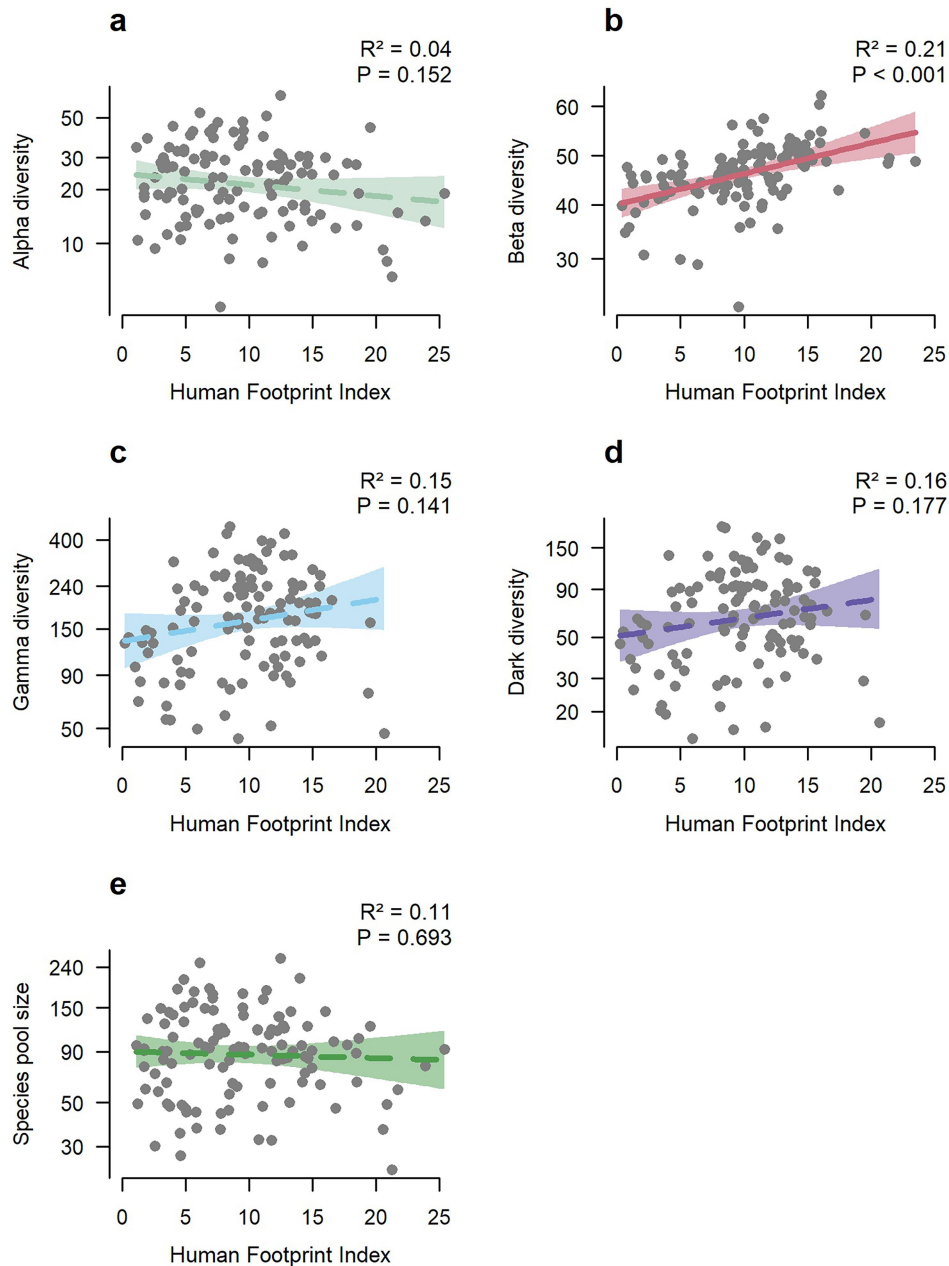 a
R² = 0.04
P = 0.152
Alpha diversity
50
30
20
10
0 5 10 15 20 25
Human Footprint Index
b
R² = 0.21
P < 0.001
Beta diversity
60
50
40
30
0 5 10 15 20 25
Human Footprint Index
c
R² = 0.15
P = 0.141
Gamma diversity
400
240
150
90
50
0 5 10 15 20 25
Human Footprint Index
d
R² = 0.16
P = 0.177
Dark diversity
150
90
50
30
20
0 5 10 15 20 25
Human Footprint Index
e
R² = 0.11
P = 0.693
Species pool size
240
150
90
50
30
0 5 10 15 20 25
Human Footprint Index